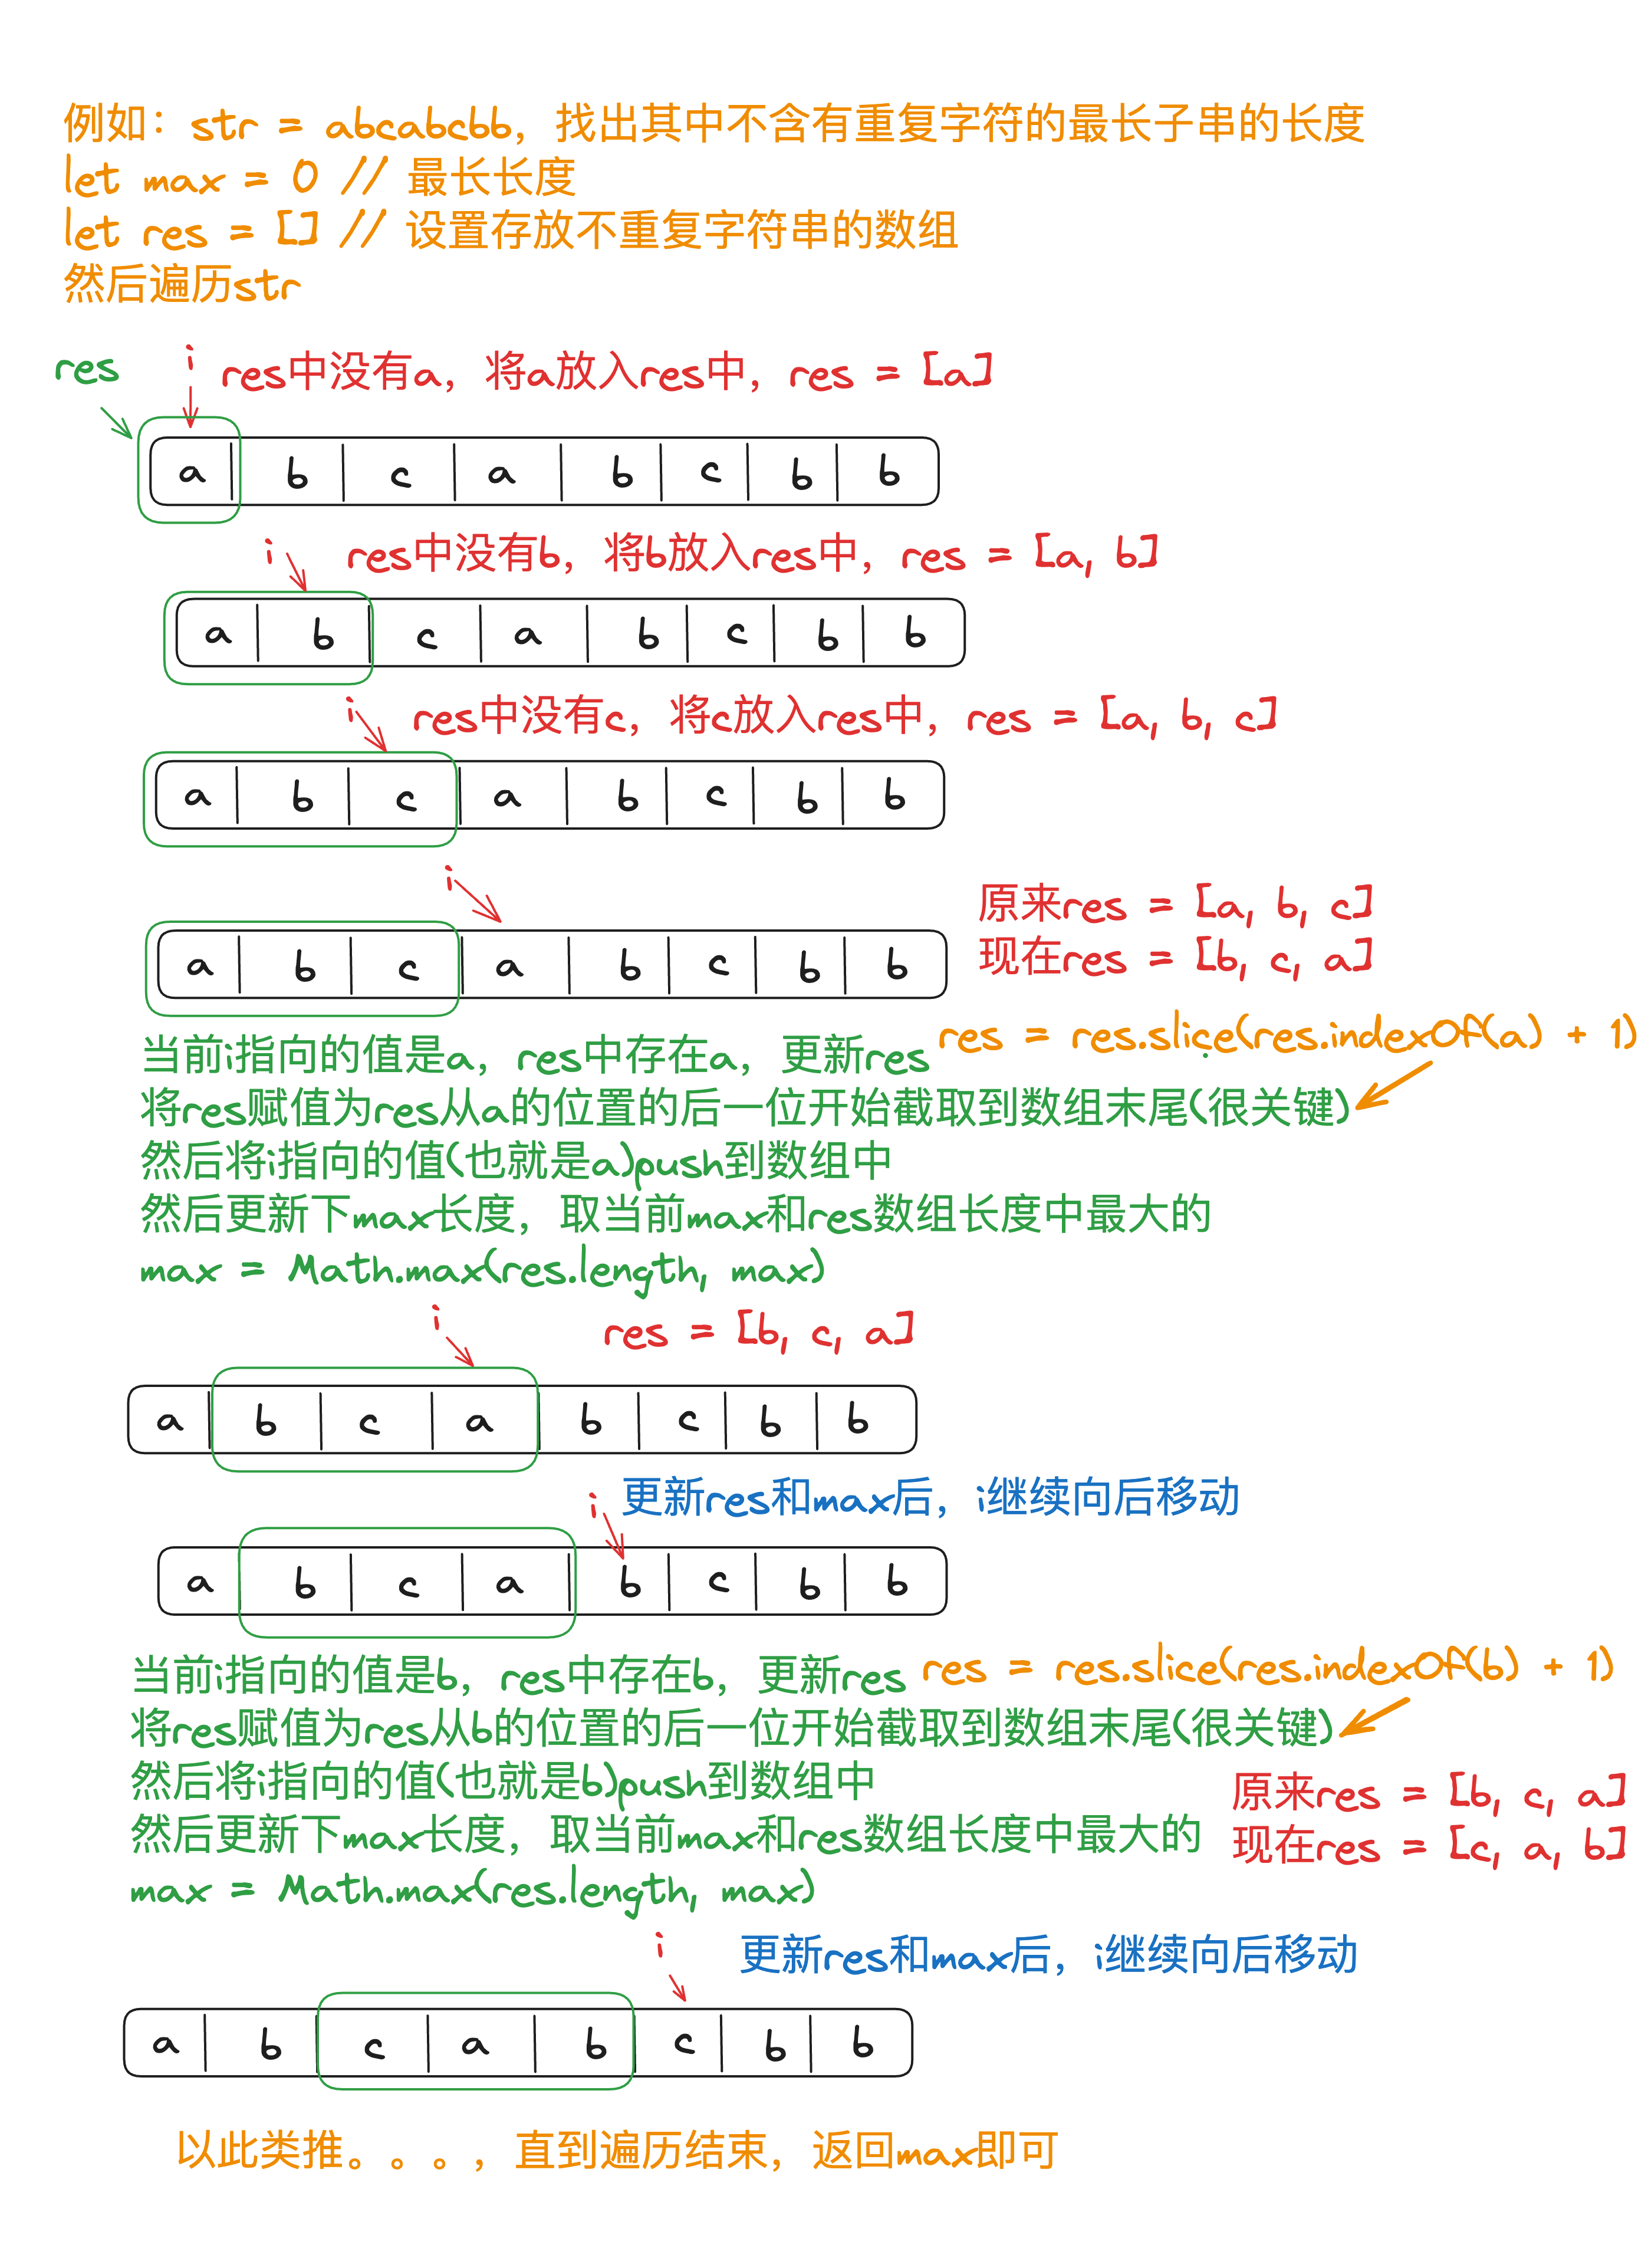 例如：str = abcabcbb，找出其中不含有重复字符的最长子串的长度
let max = 0 // 最长长度
let res = [] // 设置存放不重复字符串的数组
然后遍历str
res
i
res中没有a，将a放入res中，res = [a]
a b c a b c b b
i
res中没有b，将b放入res中，res = [a, b]
a b c a b c b b
i
res中没有c，将c放入res中，res = [a, b, c]
a b c a b c b b
i
原来res = [a, b, c]
现在res = [b, c, a]
a b c a b c b b
当前i指向的值是a，res中存在a，更新res
res = res.slice(res.indexOf(a) + 1)
将res赋值为res从a的位置的后一位开始截取到数组末尾(很关键)
然后将i指向的值(也就是a)push到数组中
然后更新下max长度，取当前max和res数组长度中最大的
max = Math.max(res.length, max)
i
res = [b, c, a]
a b c a b c b b
i
更新res和max后，i继续向后移动
a b c a b c b b
当前i指向的值是b，res中存在b，更新res
res = res.slice(res.indexOf(b) + 1)
将res赋值为res从b的位置的后一位开始截取到数组末尾(很关键)
然后将i指向的值(也就是b)push到数组中
然后更新下max长度，取当前max和res数组长度中最大的
max = Math.max(res.length, max)
原来res = [b, c, a]
现在res = [c, a, b]
i
更新res和max后，i继续向后移动
a b c a b c b b
以此类推。。。，直到遍历结束，返回max即可